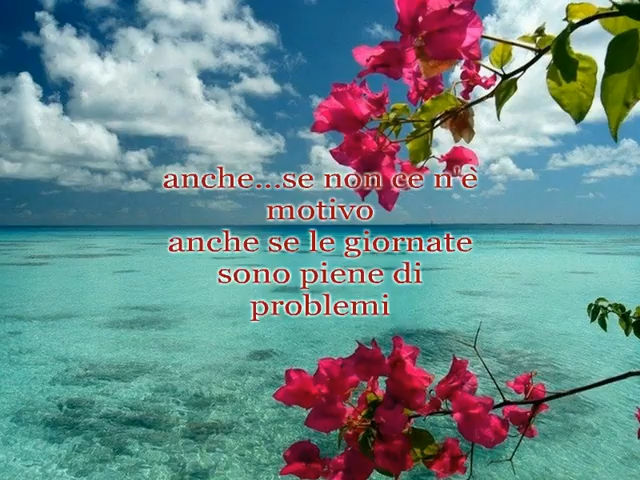 anche...se non ce n'è
motivo
anche se le giornate
sono piene di
problemi